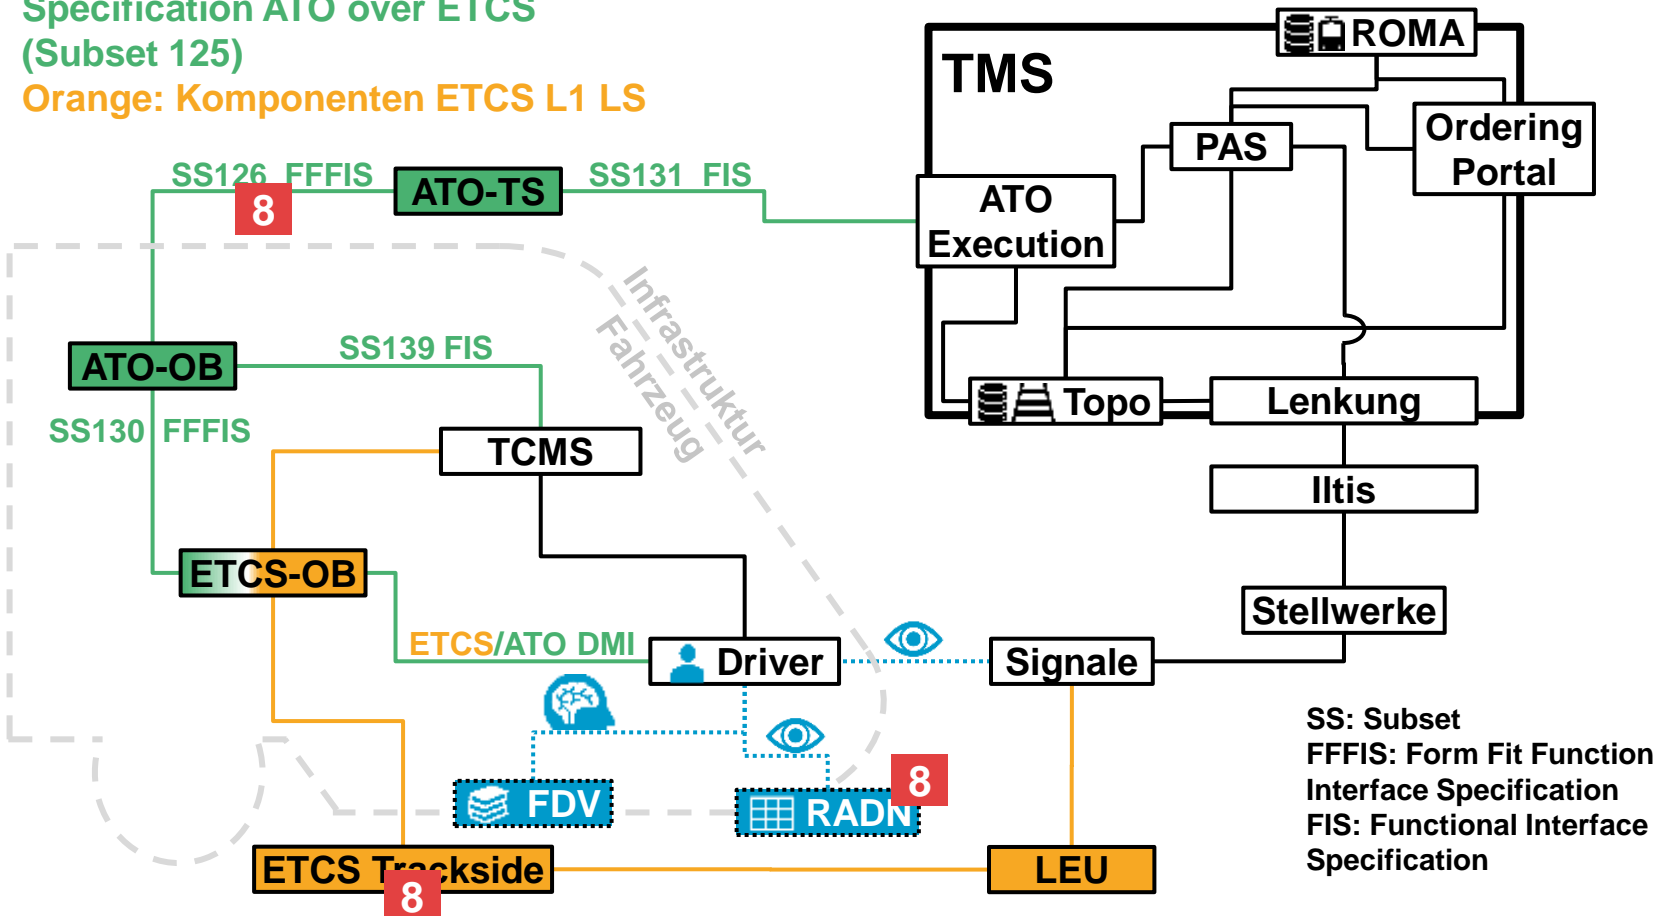 Specification ATO over ETCS
(Subset 125)
Orange: Komponenten ETCS L1 LS
TMS
ROMA
Ordering
Portal
PAS
ATO
Execution
SS126 FFFIS
8
ATO-TS
SS131 FIS
Infrastruktur
Fahrzeug
ATO-OB
SS139 FIS
Topo
Lenkung
SS130 FFFIS
TCMS
Iltis
ETCS-OB
Stellwerke
ETCS/ATO DMI
Driver
Signale
FDV
RADN
8
SS: Subset
FFFIS: Form Fit Function
Interface Specification
FIS: Functional Interface
Specification
ETCS Trackside
8
LEU